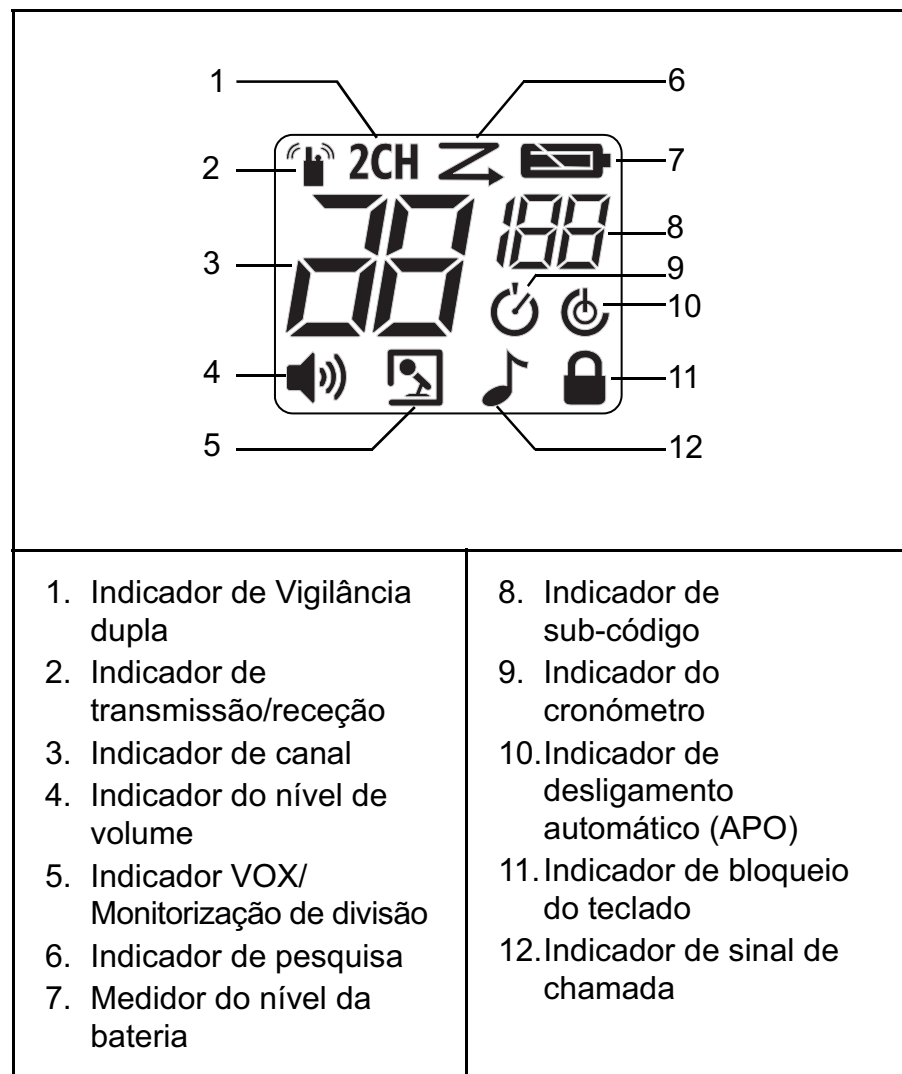 1
6
2
2CH
7
188
8
3
28
9
10
4
11
5
12
1. Indicador de Vigilância
dupla
2. Indicador de
transmissão/receção
3. Indicador de canal
4. Indicador do nível de
volume
5. Indicador VOX/
Monitorização de divisão
6. Indicador de pesquisa
7. Medidor do nível da
bateria
8. Indicador de
sub-código
9. Indicador do
cronómetro
10.Indicador de
desligamento
automático (APO)
11.Indicador de bloqueio
do teclado
12.Indicador de sinal de
chamada